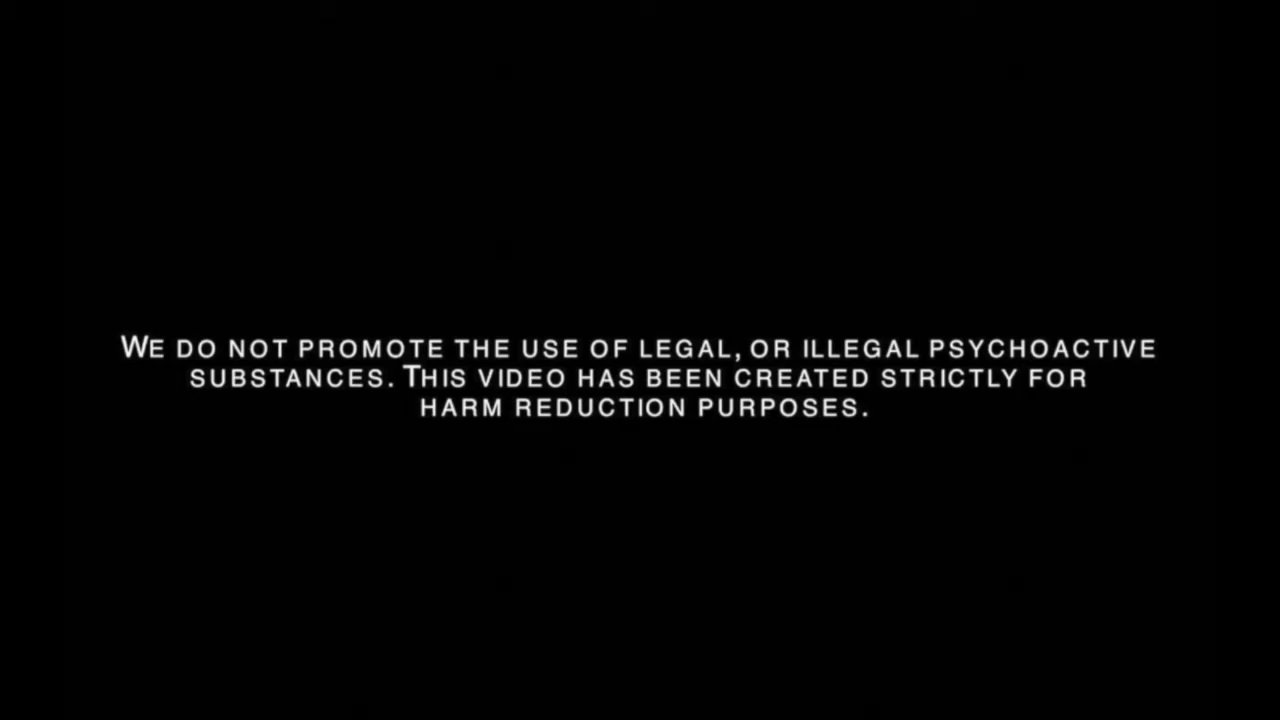 WE DO NOT PROMOTE THE USE OF LEGAL, OR ILLEGAL PSYCHOACTIVE
SUBSTANCES. THIS VIDEO HAS BEEN CREATED STRICTLY FOR
HARM REDUCTION PURPOSES.